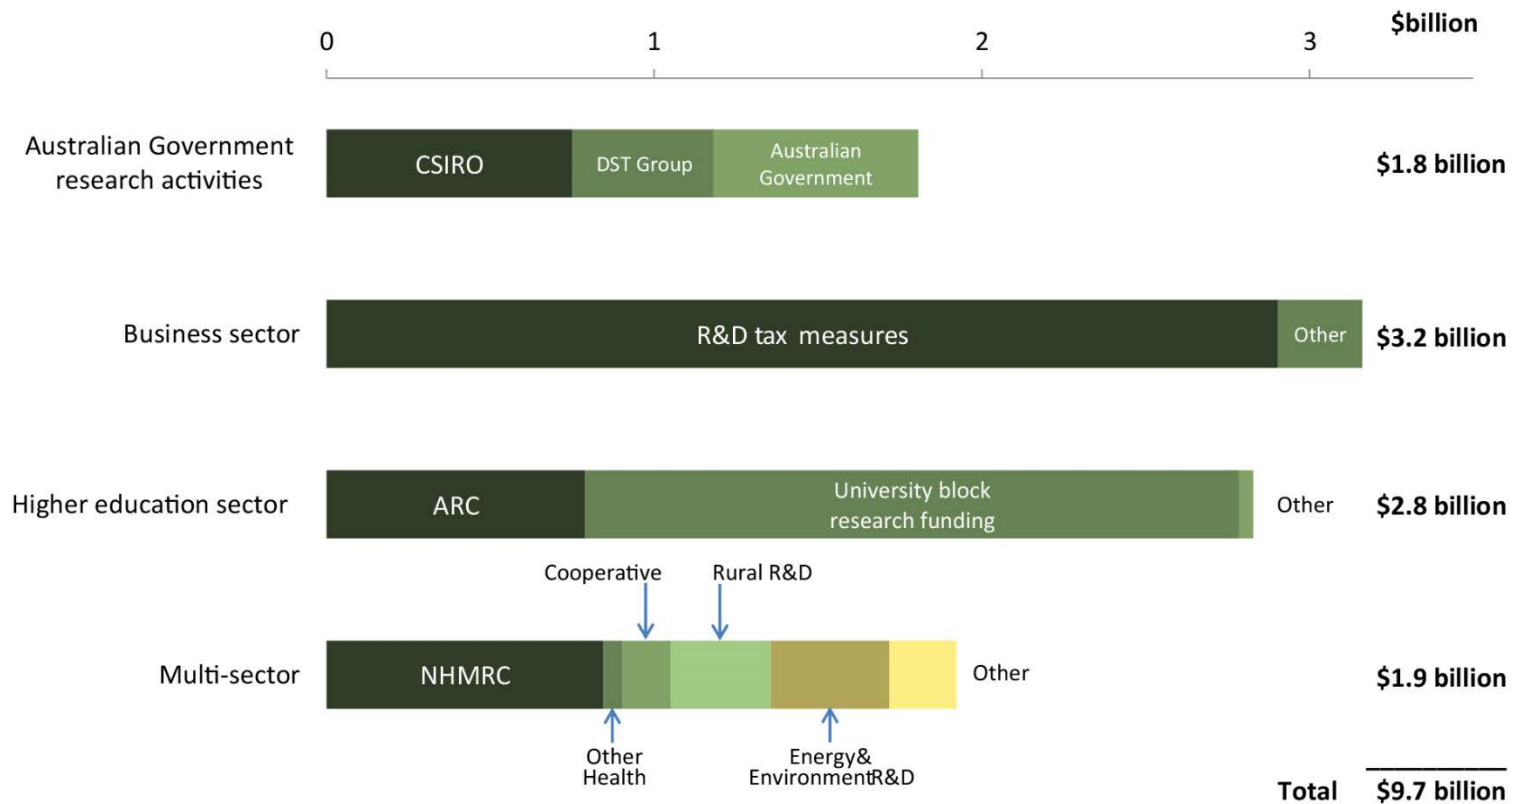 $billion
0 1 2 3
Australian Government
research activities
CSIRO
DST Group
Australian
Government
$1.8 billion
Business sector
R&D tax measures
Other
$3.2 billion
Higher education sector
ARC
University block
research funding
Other
$2.8 billion
Cooperative
Rural R&D
Multi-sector
NHMRC
Other
$1.9 billion
Other
Health
Energy&
EnvironmentR&D
Total $9.7 billion